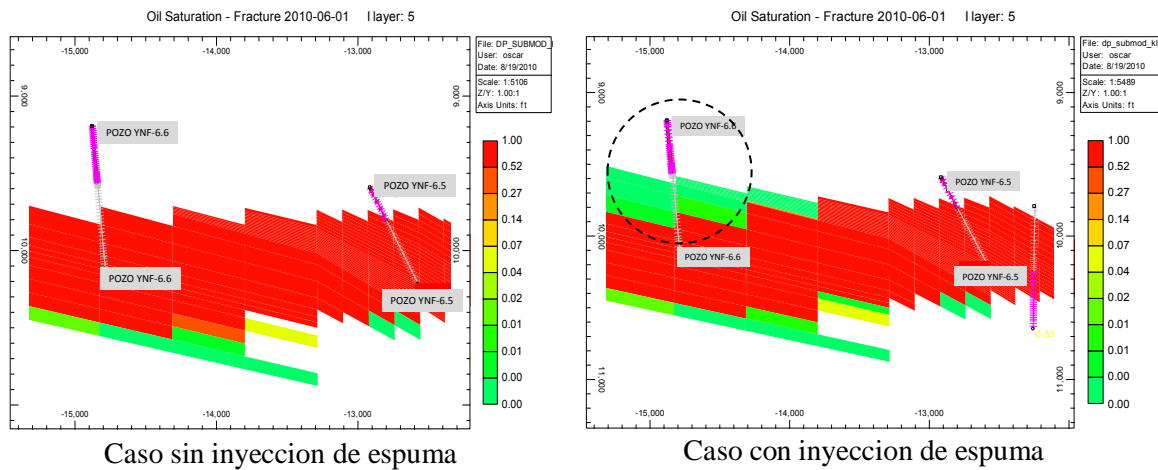 Oil Saturation - Fracture 2010-06-01 I layer: 5
-15,000 -14,000 -13,000
File: DP_SUBMOD_I
User: oscar
Date: 8/19/2010
Scale: 1:5106
Z/Y: 1.00:1
Axis Units: ft
9,000
9,000
POZO YNF-6.6
POZO YNF-6.5
10,000
10,000
POZO YNF-6.6
POZO YNF-6.5
1.00
0.52
0.27
0.14
0.07
0.04
0.02
0.01
0.01
0.00
0.00
-15,000 -14,000 -13,000
Caso sin inyeccion de espuma
Oil Saturation - Fracture 2010-06-01 I layer: 5
-15,000 -14,000 -13,000
File: dp_submod_kl
User: oscar
Date: 8/19/2010
Scale: 1:5489
Z/Y: 1.00:1
Axis Units: ft
9,000
9,000
POZO YNF-6.6
POZO YNF-6.5
10,000
10,000
POZO YNF-6.6
POZO YNF-6.5
C-30
11,000
11,000
1.00
0.52
0.27
0.14
0.07
0.04
0.02
0.01
0.01
0.00
0.00
-15,000 -14,000 -13,000
Caso con inyeccion de espuma